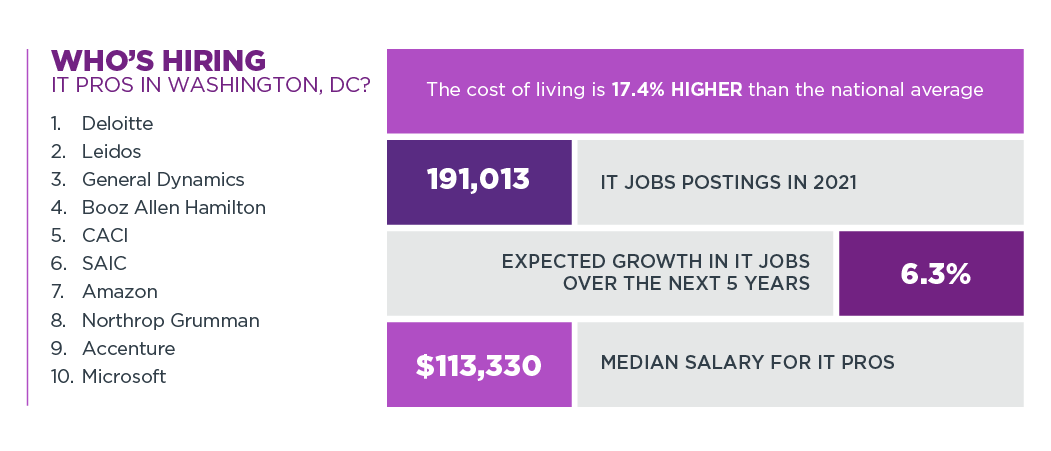 WHO'S HIRING
IT PROS IN WASHINGTON, DC?
1. Deloitte
2. Leidos
3. General Dynamics
4. Booz Allen Hamilton
5. CACI
6. SAIC
7. Amazon
8. Northrop Grumman
9. Accenture
10. Microsoft
The cost of living is 17.4% HIGHER than the national average
191,013
IT JOBS POSTINGS IN 2021
EXPECTED GROWTH IN IT JOBS
OVER THE NEXT 5 YEARS
6.3%
$113,330
MEDIAN SALARY FOR IT PROS